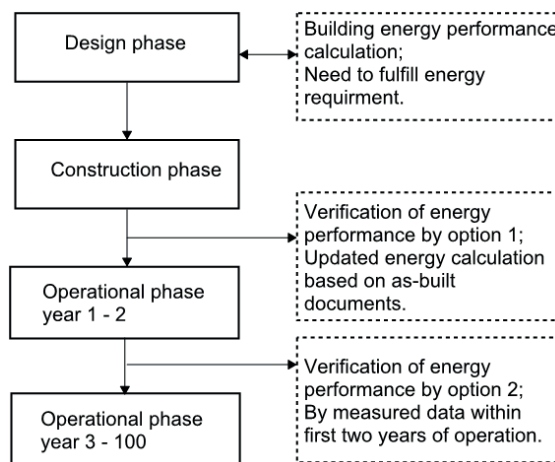 Design phase
Building energy performance
calculation;
Need to fulfill energy
requirment.
Construction phase
Verification of energy
performance by option 1;
Updated energy calculation
based on as-built
documents.
Operational phase
year 1 - 2
Verification of energy
performance by option 2;
By measured data within
first two years of operation.
Operational phase
year 3 - 100